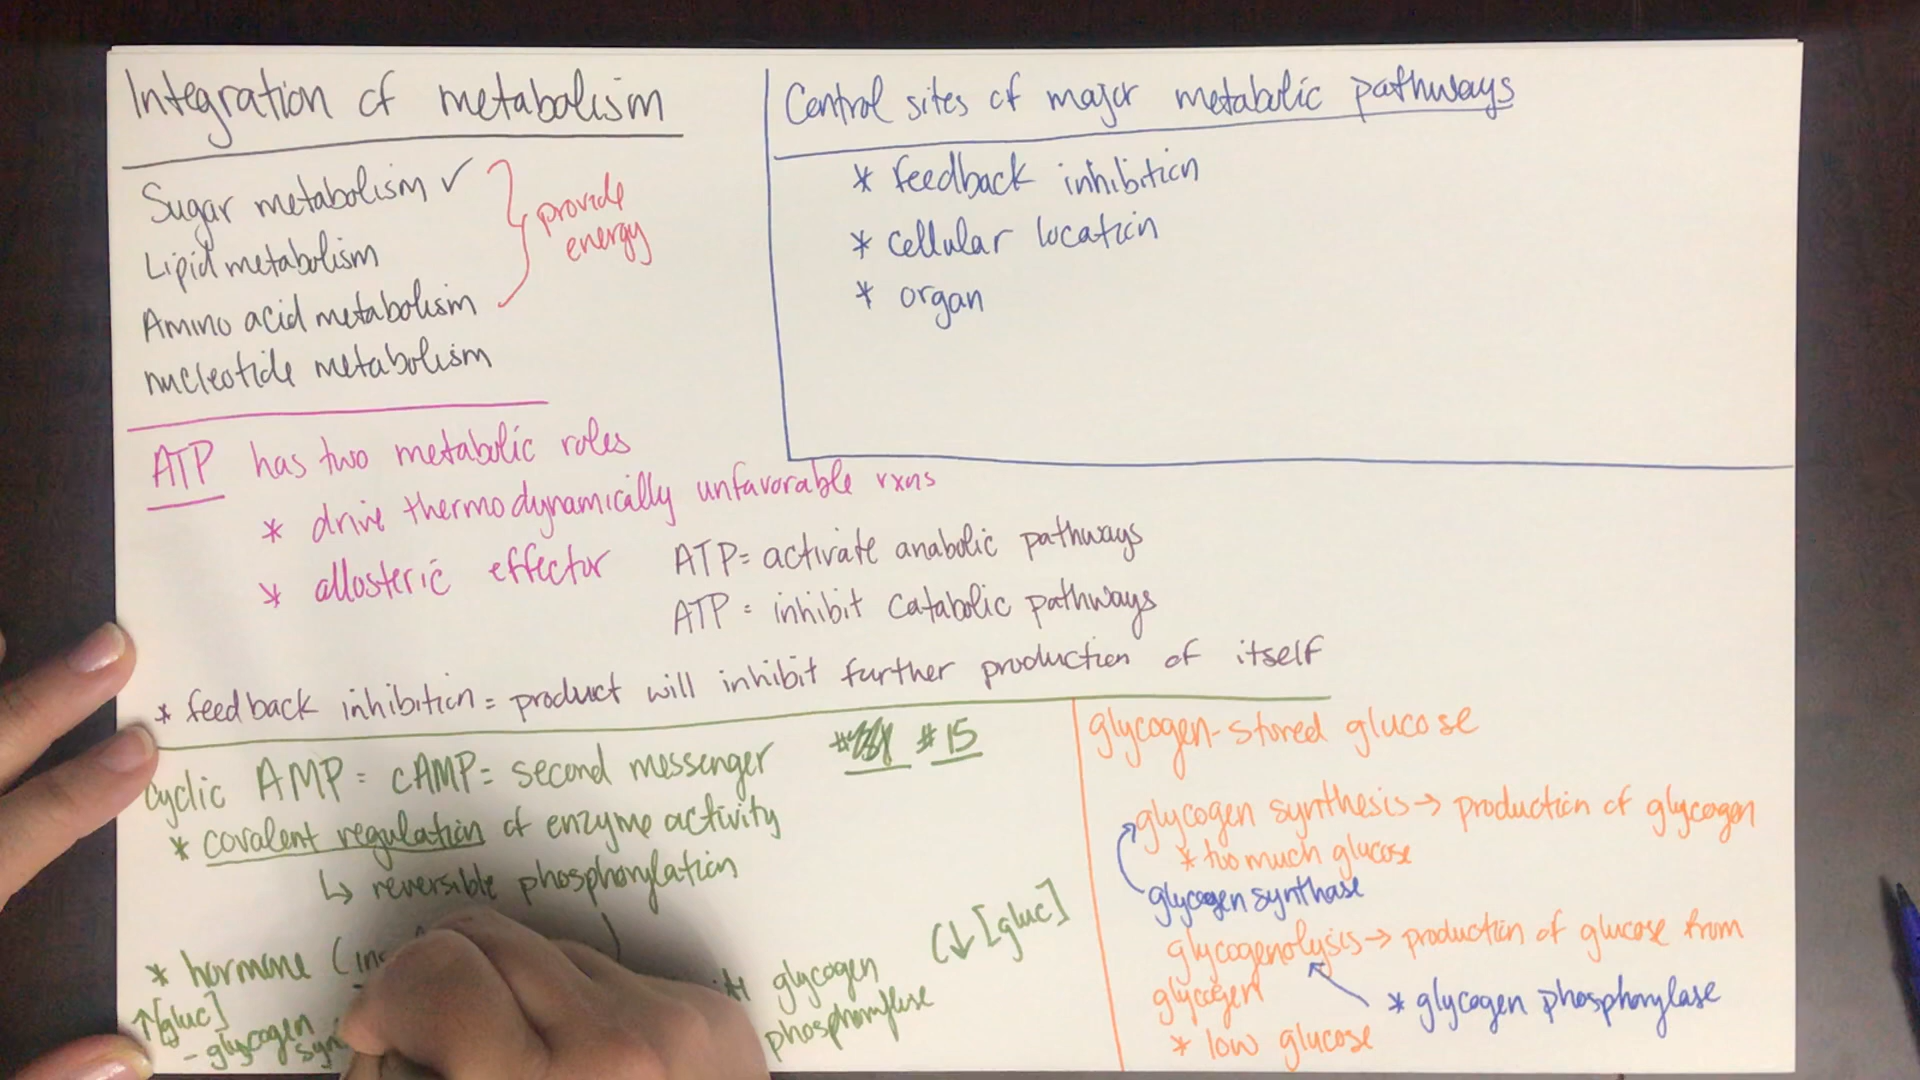 Integration of metabolism
Sugar metabolism ✓
Lipid metabolism
Amino acid metabolism
nucleotide metabolism
provide
energy
Central sites of major metabolic pathways
* feedback inhibition
* cellular location
* organ
ATP has two metabolic roles
* drive thermodynamically unfavorable rxns
* allosteric effector
ATP = activate anabolic pathways
ATP = inhibit catabolic pathways
* feedback inhibition = product will inhibit further production of itself
cyclic AMP = cAMP = second messenger
# #15
* covalent regulation of enzyme activity
↳ reversible phosphorylation
* hormone (
↑[gluc]
- glycogen
glycogen
phosphorylase
(↓ [gluc]
glycogen - stored glucose
glycogen synthesis → production of glycogen
* too much glucose
glycogen synthase
glycogenolysis → production of glucose from
glycogen
* glycogen phosphorylase
* low glucose